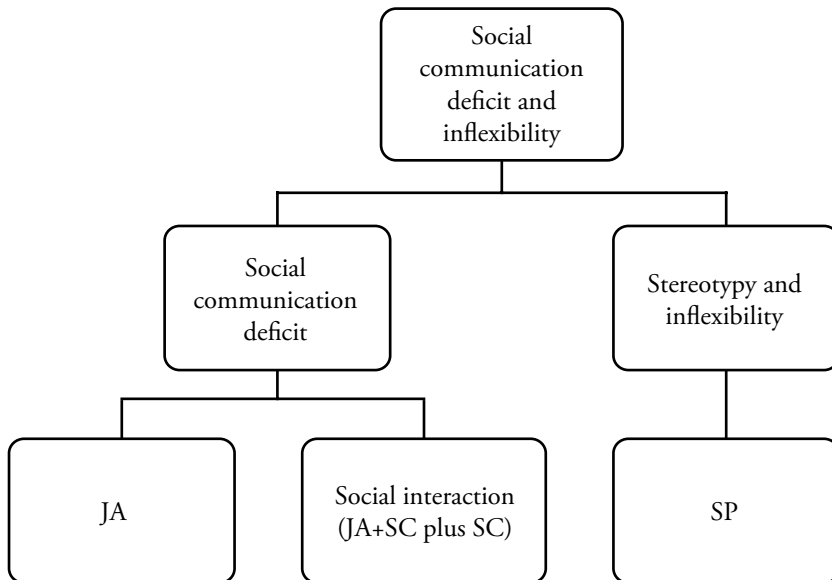 Social
communication
deficit and
inflexibility
Social
communication
deficit
Stereotypy and
inflexibility
JA
Social interaction
(JA+SC plus SC)
SP